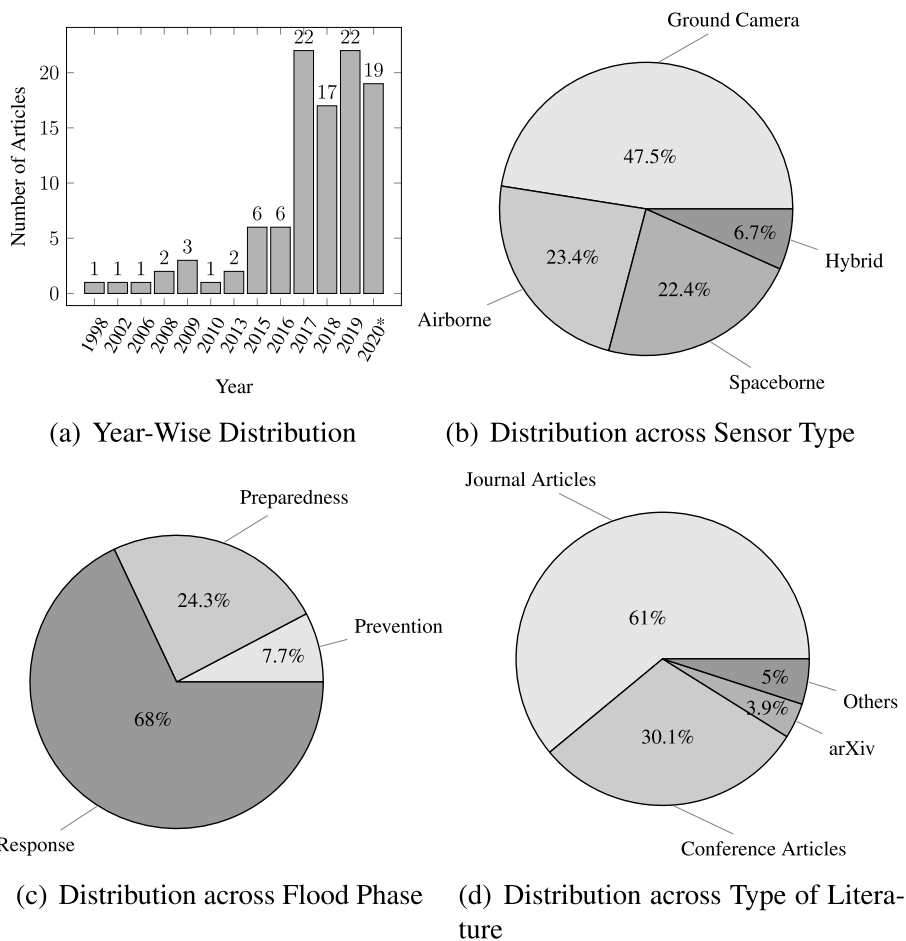 22
22
19
17
6
6
3
2
2
1
1
1
1
20
15
10
5
0
Number of Articles
1998
2002
2006
2008
2009
2010
2013
2015
2016
2017
2018
2019
2020*
Year
(a) Year-Wise Distribution
Ground Camera
47.5%
6.7%
Hybrid
23.4%
22.4%
Airborne
Spaceborne
(b) Distribution across Sensor Type
Preparedness
24.3%
Prevention
7.7%
68%
Response
(c) Distribution across Flood Phase
Journal Articles
61%
5%
Others
3.9%
arXiv
30.1%
Conference Articles
(d) Distribution across Type of Litera-
ture